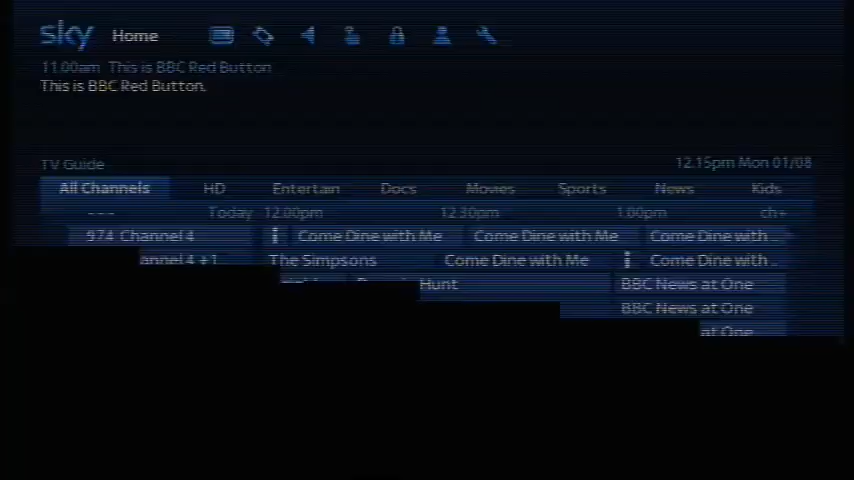 sky Home
11.00am This is BBC Red Button
This is BBC Red Button.
TV Guide 12.15pm Mon 01/08
All Channels HD Entertain Docs Movies Sports News Kids
--- Today 12.00pm 12.30pm 1.00pm ch+
974 Channel 4 Come Dine with Me Come Dine with Me Come Dine with ..
annel 4 +1 The Simpsons Come Dine with Me Come Dine with ..
Hunt BBC News at One
BBC News at One
at One